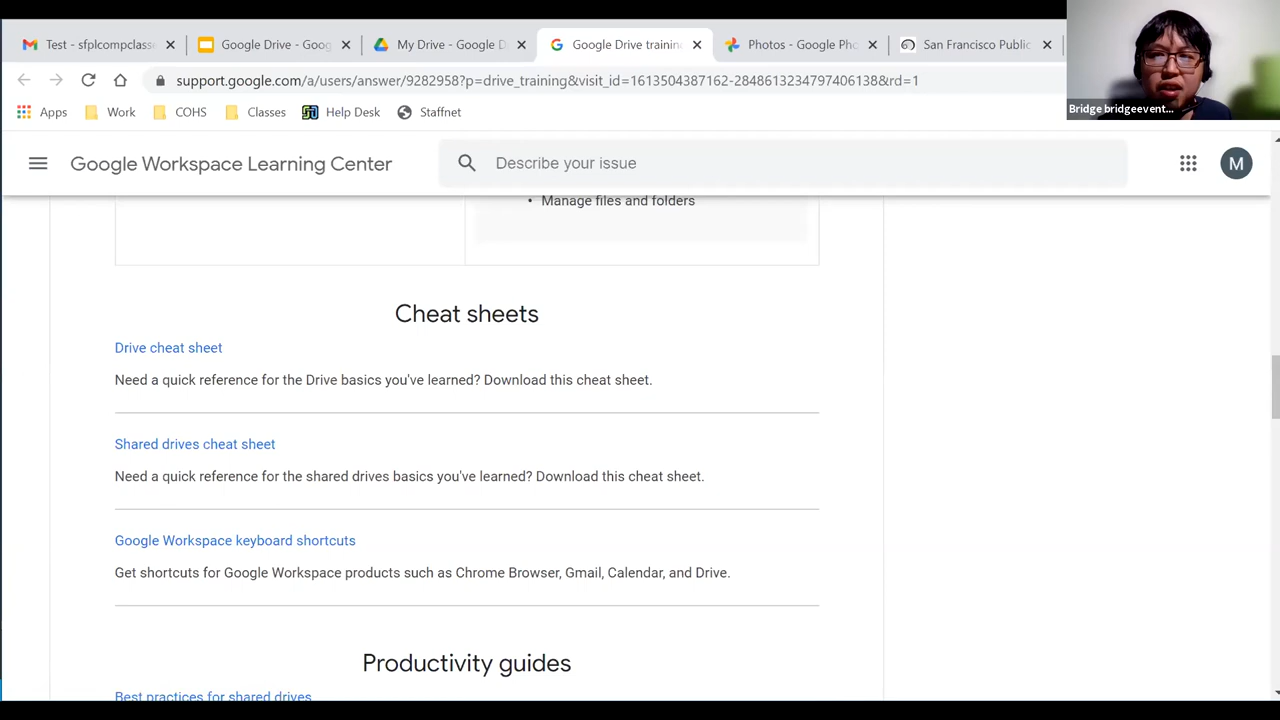 Test - sfplcompclasse
Google Drive - Goog
My Drive - Google D
Google Drive trainin
Photos - Google Pho
San Francisco Public
support.google.com/a/users/answer/9282958?p=drive_training&visit_id=1613504387162-2848613234797406138&rd=1
Bridge bridgeevent...
Apps Work COHS Classes Help Desk Staffnet
Google Workspace Learning Center
Describe your issue
M
• Manage files and folders
Cheat sheets
Drive cheat sheet
Need a quick reference for the Drive basics you've learned? Download this cheat sheet.
Shared drives cheat sheet
Need a quick reference for the shared drives basics you've learned? Download this cheat sheet.
Google Workspace keyboard shortcuts
Get shortcuts for Google Workspace products such as Chrome Browser, Gmail, Calendar, and Drive.
Productivity guides
Best practices for shared drives